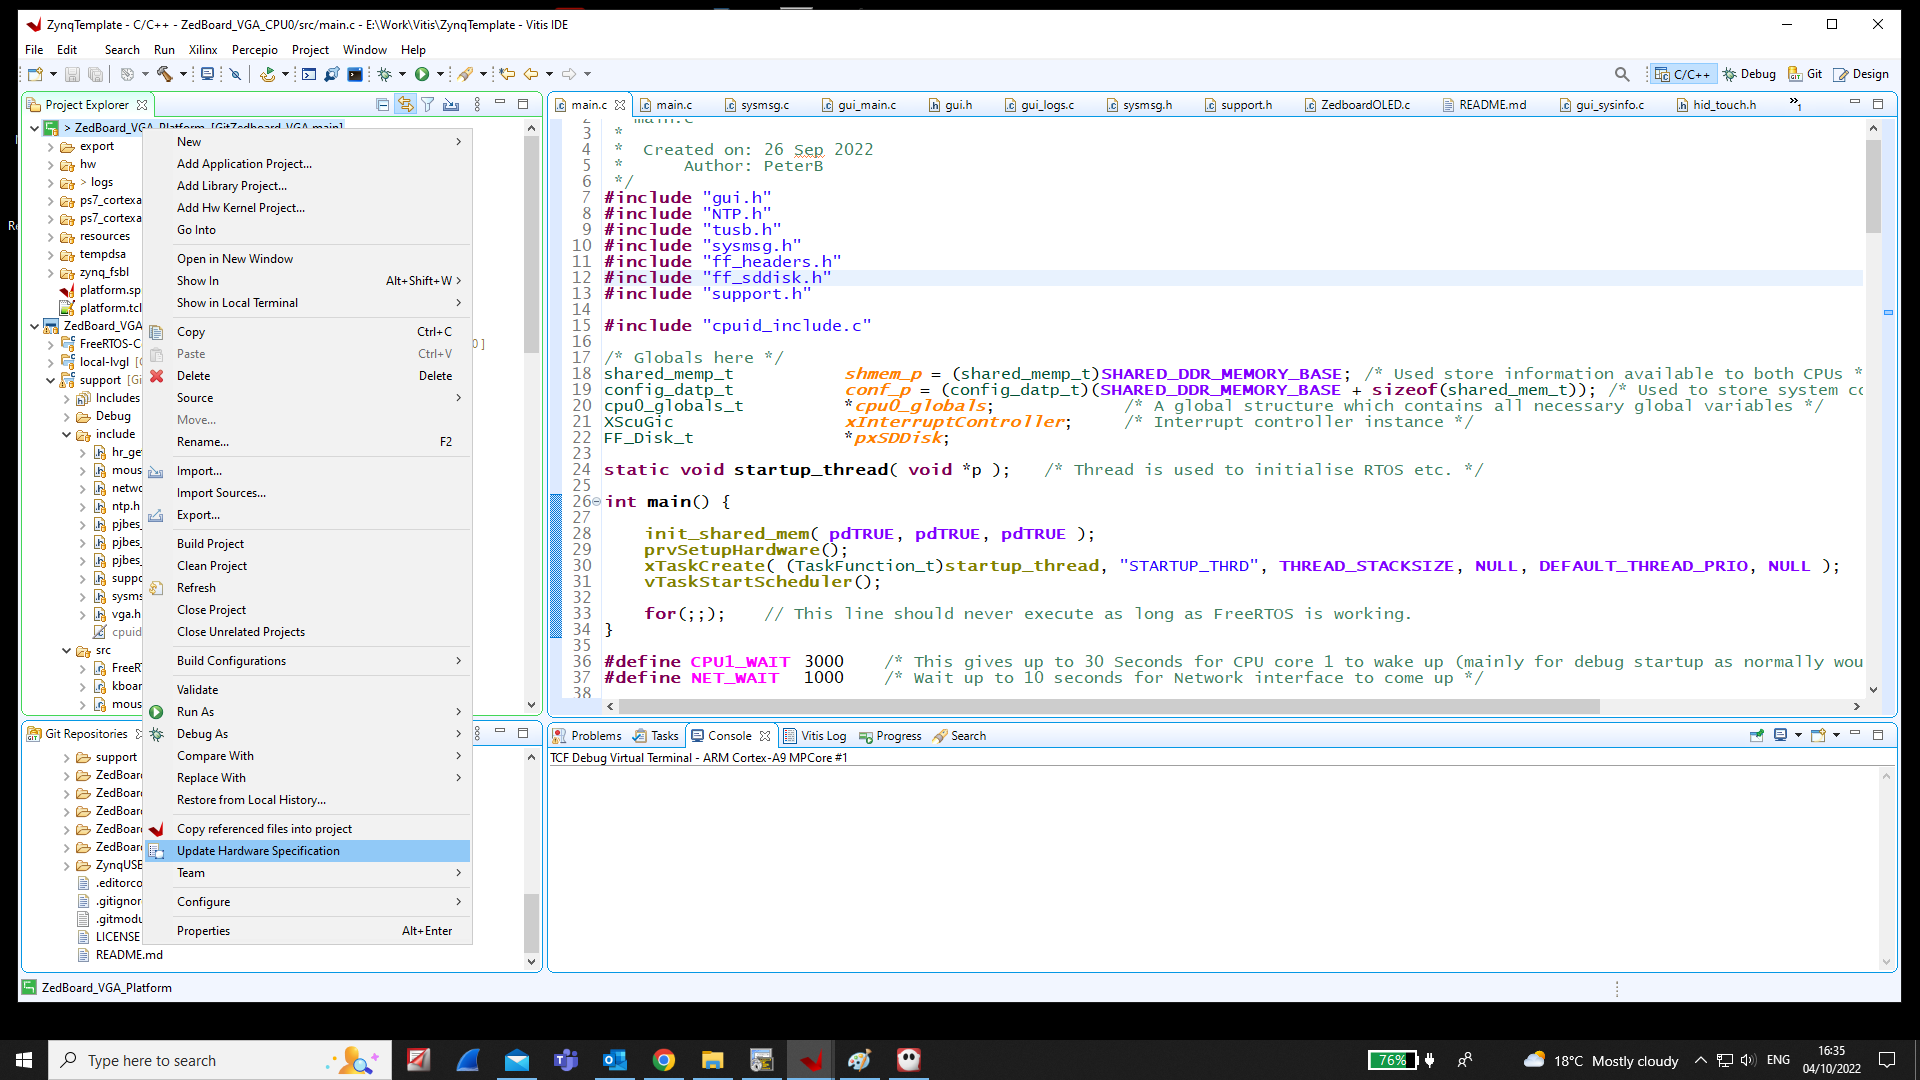 ZynqTemplate - C/C++ - ZedBoard_VGA_CPU0/src/main.c - E:\Work\Vitis\ZynqTemplate - Vitis IDE
File Edit Search Run Xilinx Percepio Project Window Help
C/C++ Debug Git Design
Project Explorer
> ZedBoard_VGA_Platform [GitZedboard_VGA main]
export
hw
> logs
ps7_cortexa
ps7_cortexa
resources
tempdsa
zynq_fsbl
platform.sp
platform.tcl
ZedBoard_VGA
FreeRTOS-C
local-lvgl
support [Gi
Includes
Debug
include
hr_ge
mous
netwo
ntp.h
pjbes_
pjbes_
pjbes_
suppo
sysms
vga.h
cpuid
src
FreeR
kboar
mous
New
Add Application Project...
Add Library Project...
Add Hw Kernel Project...
Go Into
Open in New Window
Show In Alt+Shift+W >
Show in Local Terminal
Copy Ctrl+C
Paste Ctrl+V
Delete Delete
Source
Move...
Rename... F2
Import...
Import Sources...
Export...
Build Project
Clean Project
Refresh
Close Project
Close Unrelated Projects
Build Configurations
Validate
Run As
Debug As
Compare With
Replace With
Restore from Local History...
Copy referenced files into project
Update Hardware Specification
Team
Configure
Properties Alt+Enter
Git Repositories
support
ZedBoar
ZedBoar
ZedBoar
ZedBoar
ZedBoar
ZynqUSB
.editorco
.gitignor
.gitmodu
LICENSE
README.md
main.c main.c sysmsg.c gui_main.c gui.h gui_logs.c sysmsg.h support.h ZedboardOLED.c README.md gui_sysinfo.c hid_touch.h »1
2 * main.c
3 *
4 * Created on: 26 Sep 2022
5 * Author: PeterB
6 */
7 #include "gui.h"
8 #include "NTP.h"
9 #include "tusb.h"
10 #include "sysmsg.h"
11 #include "ff_headers.h"
12 #include "ff_sddisk.h"
13 #include "support.h"
14
15 #include "cpuid_include.c"
16
17 /* Globals here */
18 shared_memp_t shmem_p = (shared_memp_t)SHARED_DDR_MEMORY_BASE; /* Used store information available to both CPUs *
19 config_datp_t conf_p = (config_datp_t)(SHARED_DDR_MEMORY_BASE + sizeof(shared_mem_t)); /* Used to store system co
20 cpu0_globals_t *cpu0_globals; /* A global structure which contains all necessary global variables */
21 XScuGic xInterruptController; /* Interrupt controller instance */
22 FF_Disk_t *pxSDDisk;
23
24 static void startup_thread( void *p ); /* Thread is used to initialise RTOS etc. */
25
26 int main() {
27
28 init_shared_mem( pdTRUE, pdTRUE, pdTRUE );
29 prvSetupHardware();
30 xTaskCreate( (TaskFunction_t)startup_thread, "STARTUP_THRD", THREAD_STACKSIZE, NULL, DEFAULT_THREAD_PRIO, NULL );
31 vTaskStartScheduler();
32
33 for(;;); // This line should never execute as long as FreeRTOS is working.
34 }
35
36 #define CPU1_WAIT 3000 /* This gives up to 30 Seconds for CPU core 1 to wake up (mainly for debug startup as normally wou
37 #define NET_WAIT 1000 /* Wait up to 10 seconds for Network interface to come up */
38
Problems Tasks Console Vitis Log Progress Search
TCF Debug Virtual Terminal - ARM Cortex-A9 MPCore #1
ZedBoard_VGA_Platform
Type here to search
76%
18°C Mostly cloudy
ENG
16:35
04/10/2022